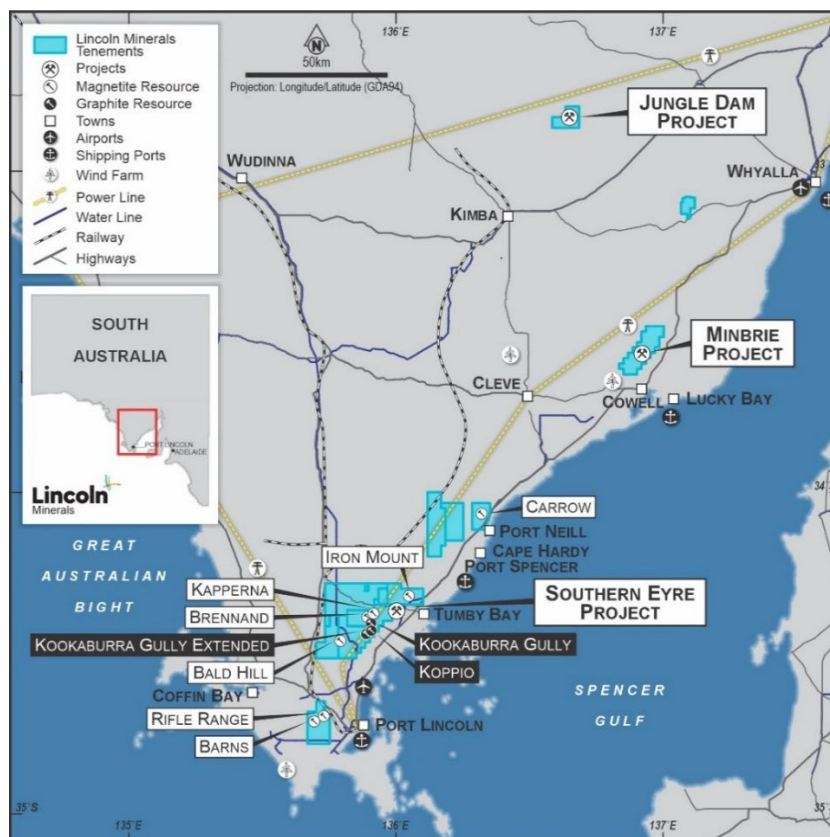 136°E
137°E
Lincoln Minerals
Tenements
Projects
Magnetite Resource
Graphite Resource
Towns
Airports
Shipping Ports
Wind Farm
Power Line
Water Line
Railway
Highways
N
50km
Projection: Longitude/Latitude (GDA94)
JUNGLE DAM
PROJECT
WUDINNA
WHYALLA
33
KIMBA
SOUTH
AUSTRALIA
PORT LINCOLN
ADELAIDE
Lincoln
Minerals
MINBRIE
PROJECT
CLEVE
COWELL
LUCKY BAY
34°
CARROW
PORT NEILL
CAPE HARDY
PORT SPENCER
GREAT
AUSTRALIAN
BIGHT
IRON MOUNT
KAPPERNA
BRENNAND
SOUTHERN EYRE
PROJECT
TUMBY BAY
KOOKABURRA GULLY EXTENDED
KOOKABURRA GULLY
BALD HILL
KOPPIO
COFFIN BAY
SPENCER
GULF
RIFLE RANGE
PORT LINCOLN
BARNS
35°S
135°E
136°E
137°E
35°S